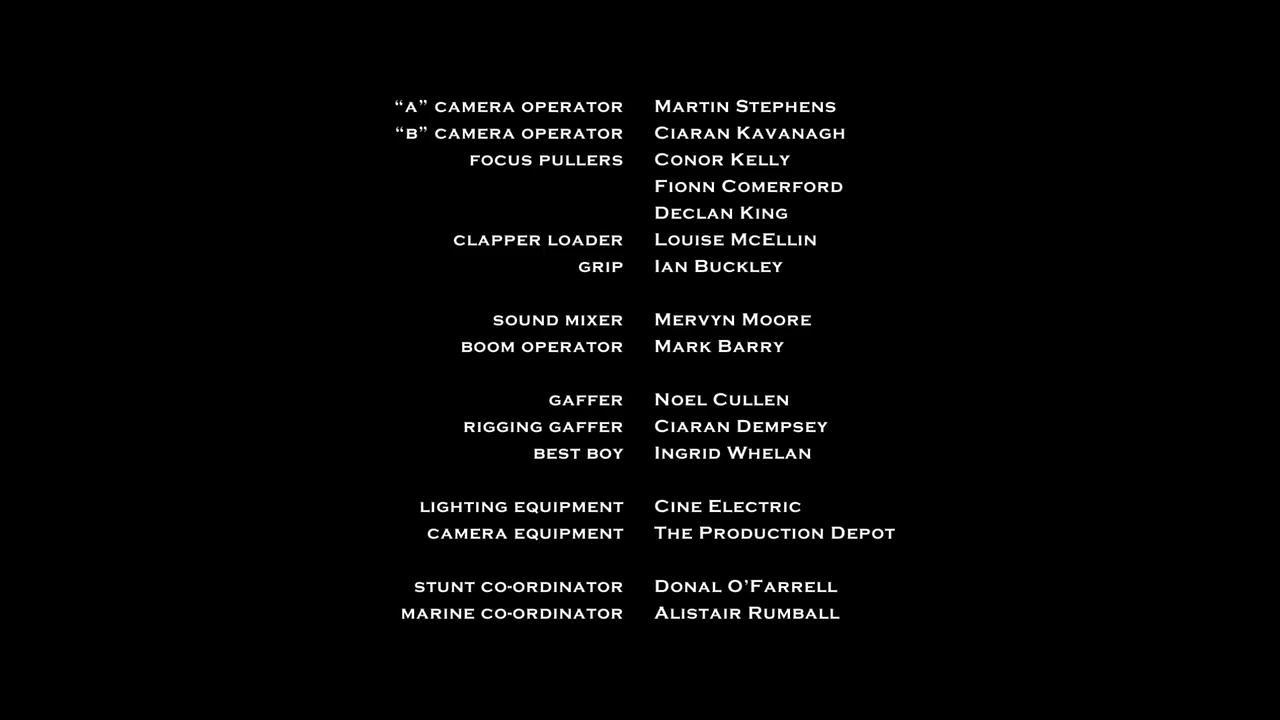 “A” CAMERA OPERATOR MARTIN STEPHENS
“B” CAMERA OPERATOR CIARAN KAVANAGH
FOCUS PULLERS CONOR KELLY
FIONN COMERFORD
DECLAN KING
CLAPPER LOADER LOUISE MCELLIN
GRIP IAN BUCKLEY
SOUND MIXER MERVYN MOORE
BOOM OPERATOR MARK BARRY
GAFFER NOEL CULLEN
RIGGING GAFFER CIARAN DEMPSEY
BEST BOY INGRID WHELAN
LIGHTING EQUIPMENT CINE ELECTRIC
CAMERA EQUIPMENT THE PRODUCTION DEPOT
STUNT CO-ORDINATOR DONAL O’FARRELL
MARINE CO-ORDINATOR ALISTAIR RUMBALL